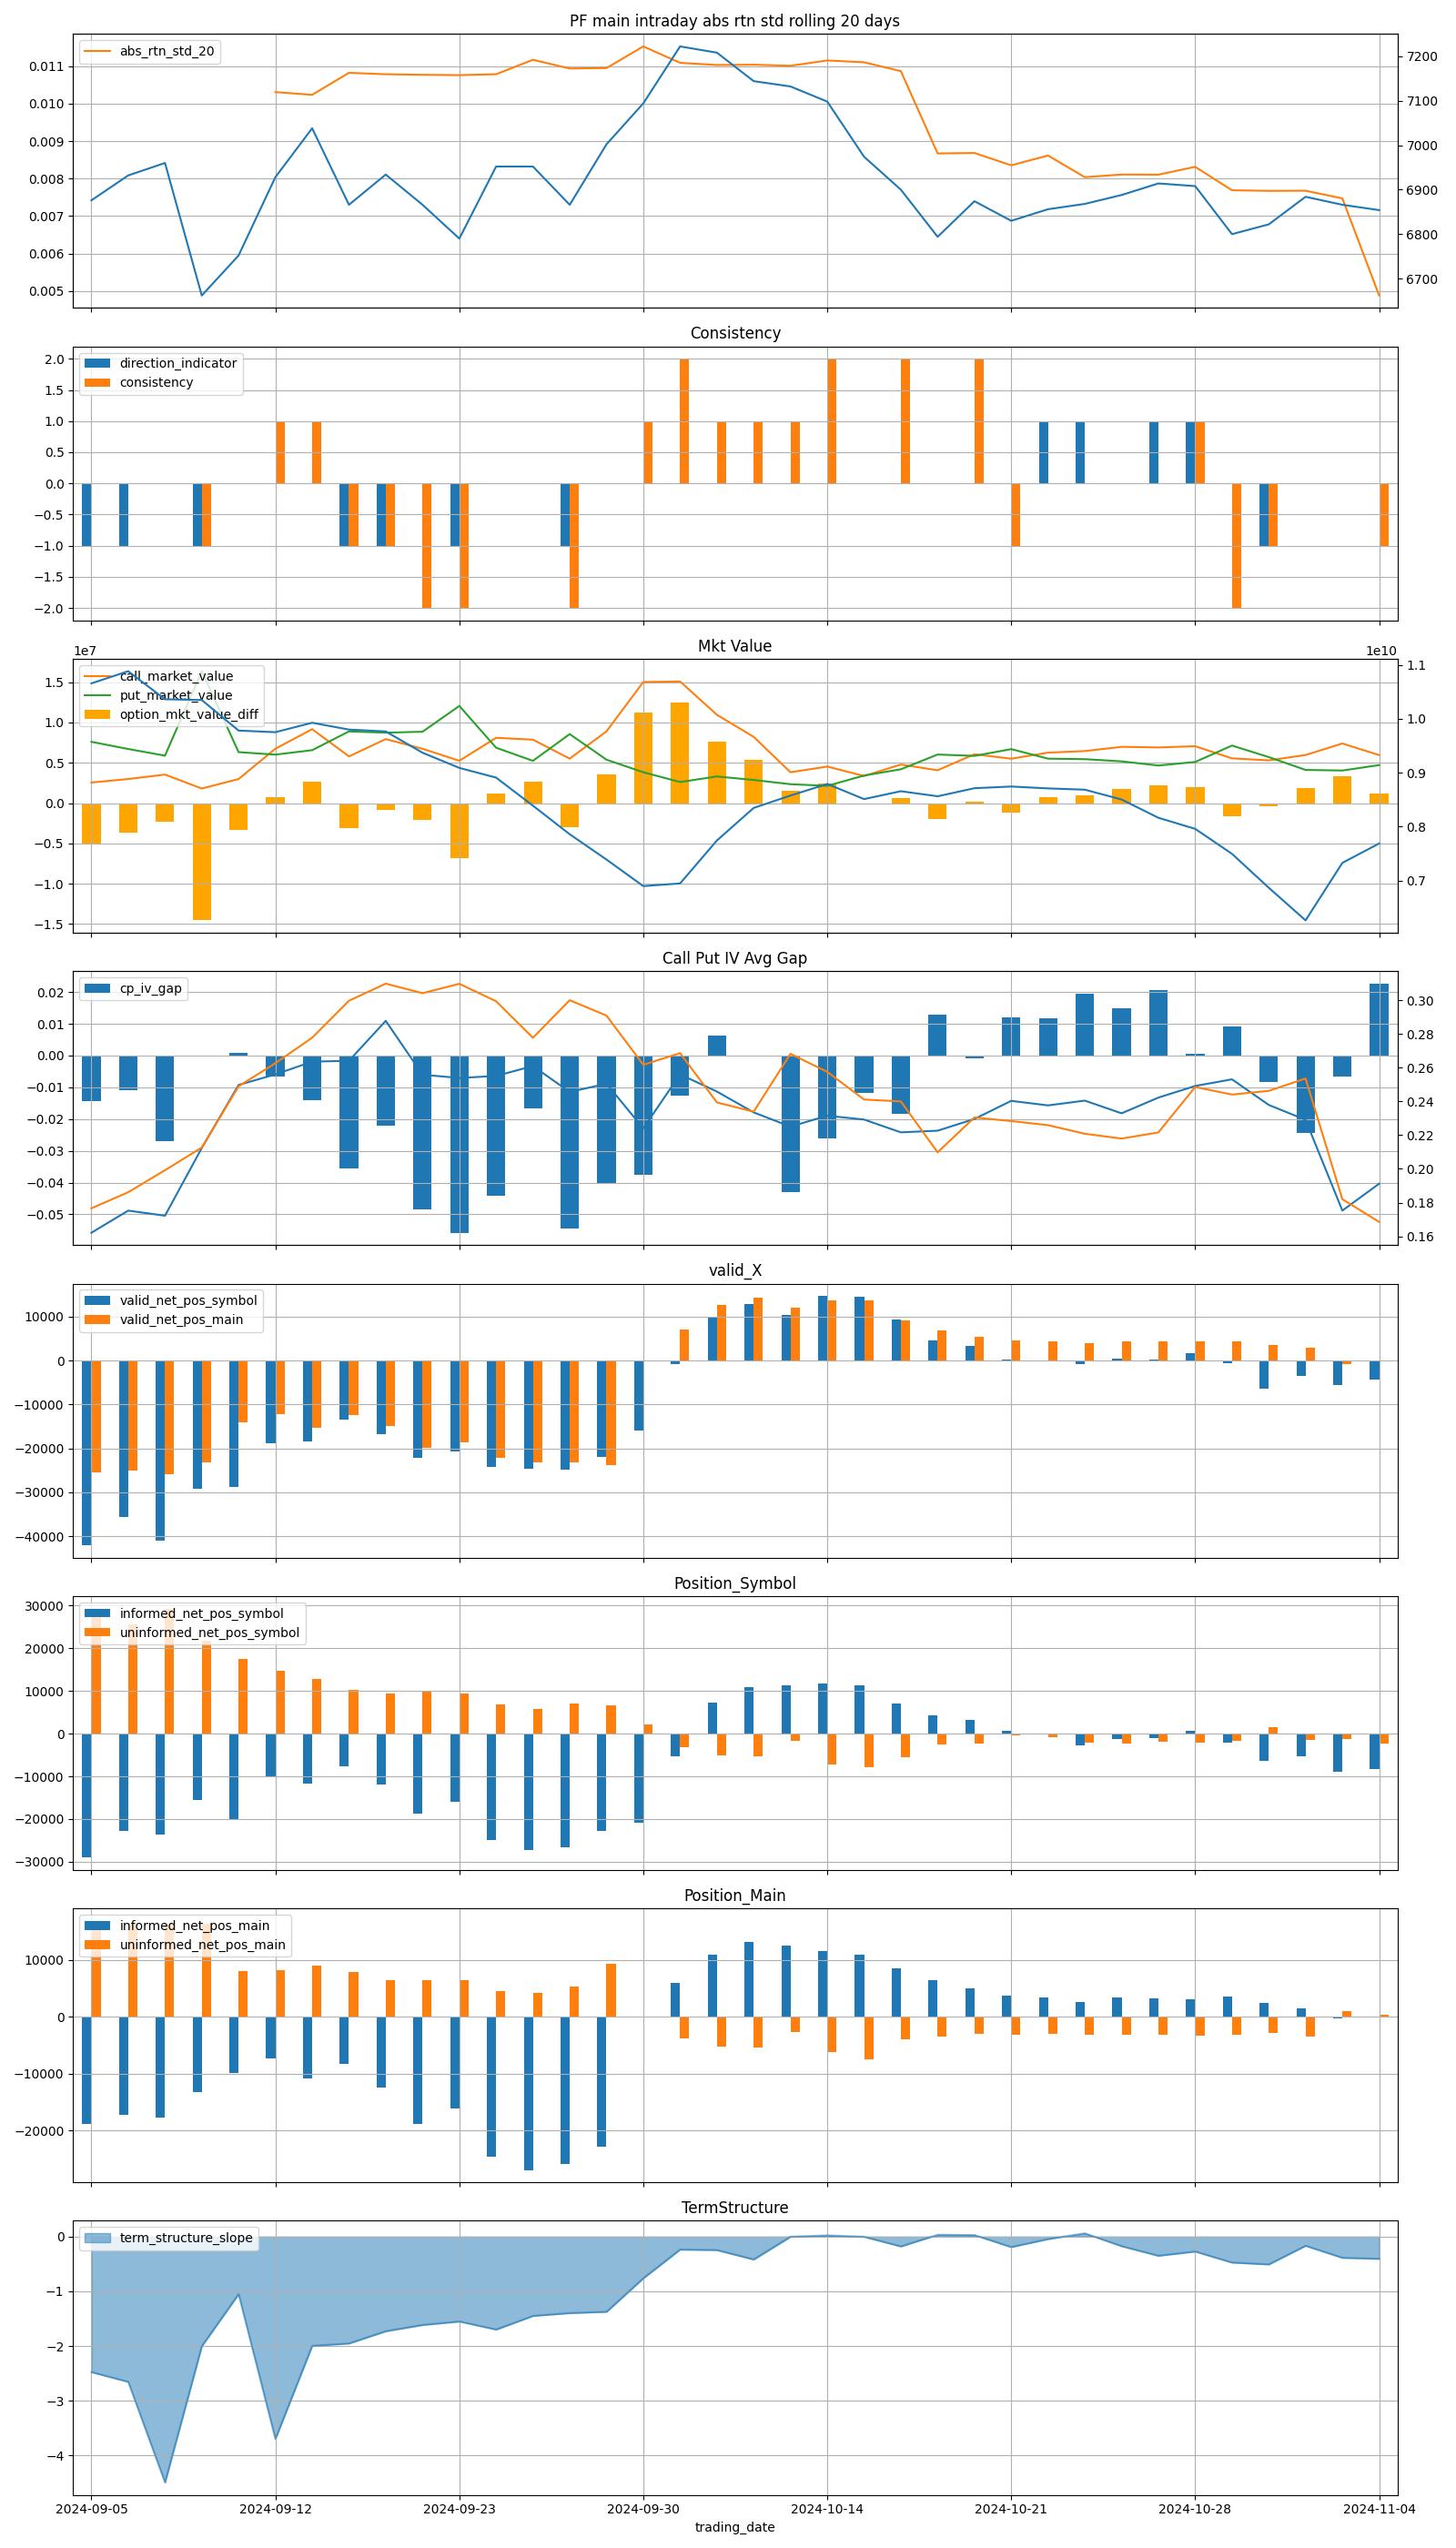 PF main intraday abs rtn std rolling 20 days
abs_rtn_std_20
0.011
0.010
0.009
0.008
0.007
0.006
0.005
7200
7100
7000
6900
6800
6700
Consistency
direction_indicator
consistency
2.0
1.5
1.0
0.5
0.0
−0.5
−1.0
−1.5
−2.0
Mkt Value
1e7
1e10
call_market_value
put_market_value
option_mkt_value_diff
1.5
1.0
0.5
0.0
−0.5
−1.0
−1.5
1.1
1.0
0.9
0.8
0.7
Call Put IV Avg Gap
cp_iv_gap
0.02
0.01
0.00
−0.01
−0.02
−0.03
−0.04
−0.05
0.30
0.28
0.26
0.24
0.22
0.20
0.18
0.16
valid_X
valid_net_pos_symbol
valid_net_pos_main
10000
0
−10000
−20000
−30000
−40000
Position_Symbol
informed_net_pos_symbol
uninformed_net_pos_symbol
30000
20000
10000
0
−10000
−20000
−30000
Position_Main
informed_net_pos_main
uninformed_net_pos_main
10000
0
−10000
−20000
TermStructure
term_structure_slope
0
−1
−2
−3
−4
2024-09-05 2024-09-12 2024-09-23 2024-09-30 2024-10-14 2024-10-21 2024-10-28 2024-11-04
trading_date